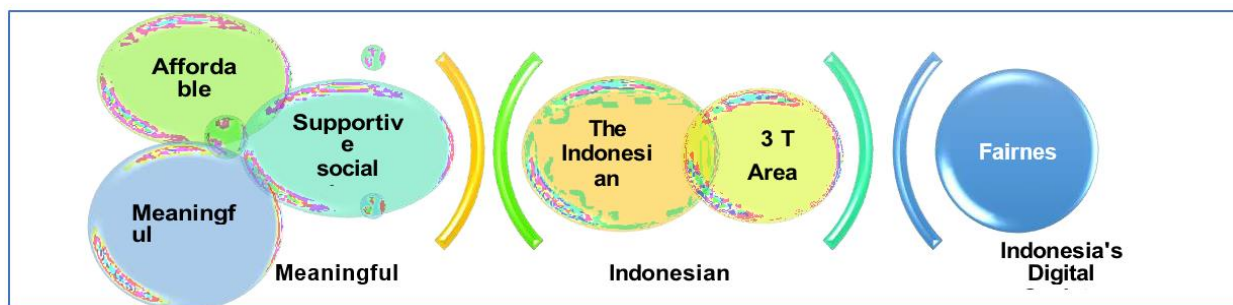 Afforda
ble
Supportiv
e
social
Meaningf
ul
Meaningful
The
Indonesi
an
3 T
Area
Indonesian
Fairnes
Indonesia's
Digital